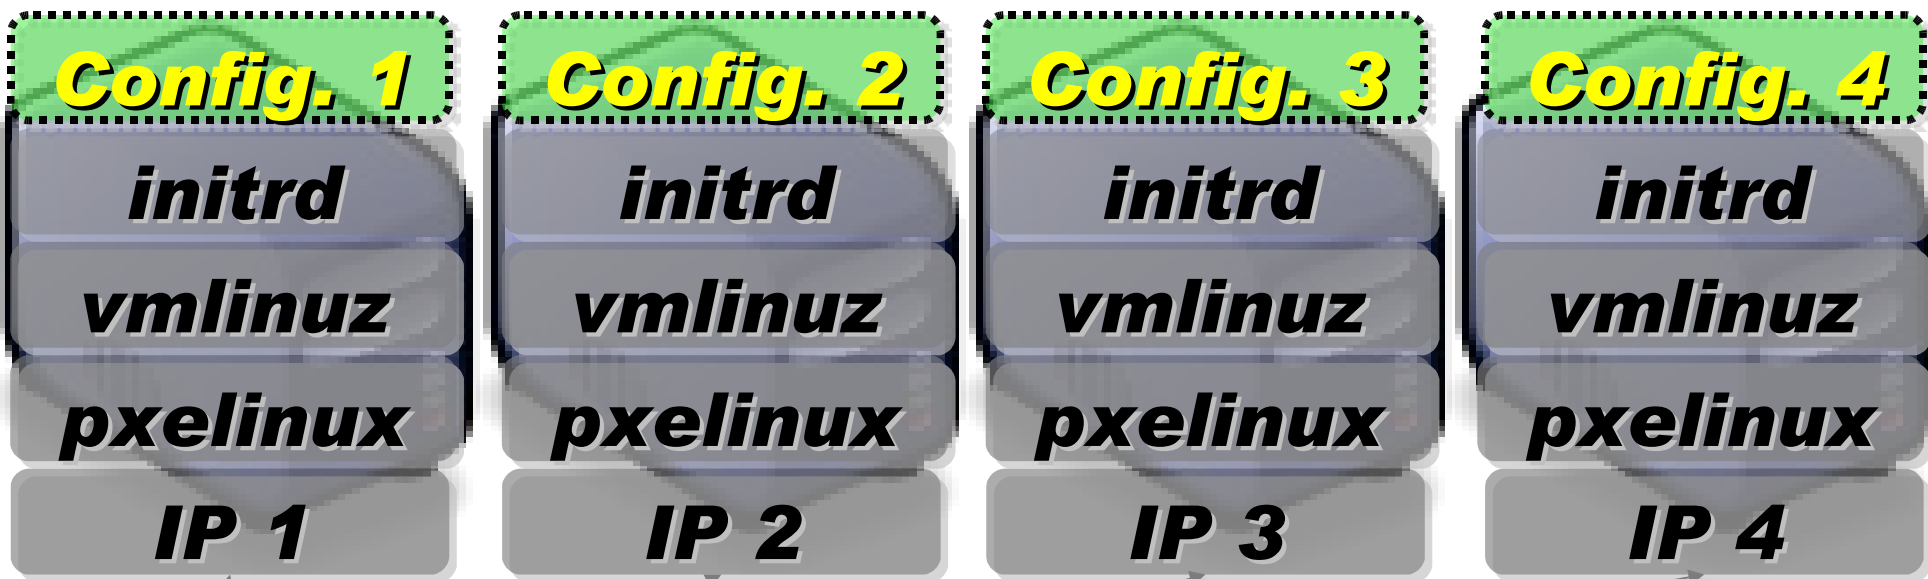 Config. 1 Config. 2 Config. 3 Config. 4
initrd initrd initrd initrd
vmlinuz vmlinuz vmlinuz vmlinuz
pxelinux pxelinux pxelinux pxelinux
IP 1 IP 2 IP 3 IP 4